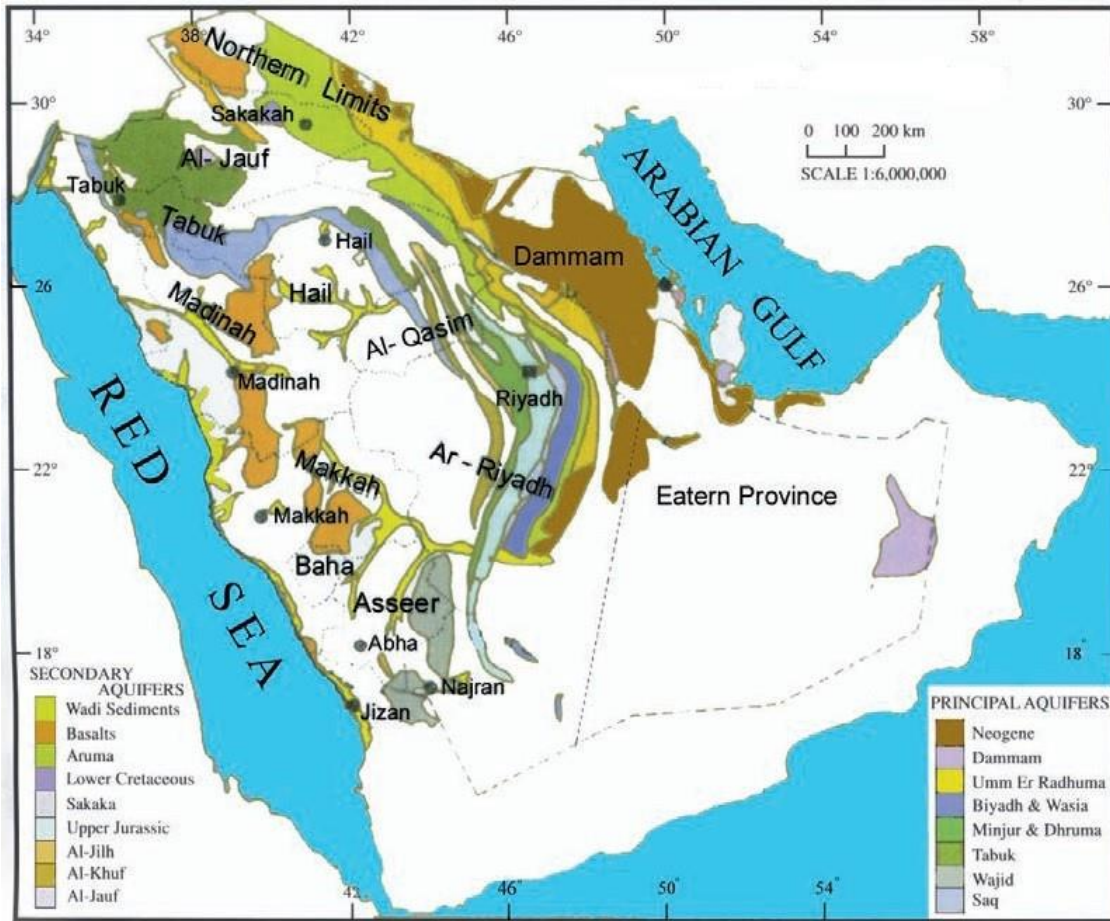 34° 38° 42° 46° 50° 54° 58°
Northern Limits
30° 30°
Sakakah
0 100 200 km
SCALE 1:6,000,000
Al- Jauf
ARABIAN GULF
Tabuk
Tabuk
Hail
Dammam
26 26°
Hail
Madinah
Al- Qasim
Madinah
Riyadh
RED SEA
Ar - Riyadh
22° 22°
Makkah
Eatern Province
Makkah
Baha
Asseer
Abha
18° 18°
Najran
Jizan
SECONDARY
AQUIFERS
Wadi Sediments
Basalts
Aruma
Lower Cretaceous
Sakaka
Upper Jurassic
Al-Jilh
Al-Khuf
Al-Jauf
PRINCIPAL AQUIFERS
Neogene
Dammam
Umm Er Radhuma
Biyadh & Wasia
Minjur & Dhruma
Tabuk
Wajid
Saq
42° 46° 50° 54°